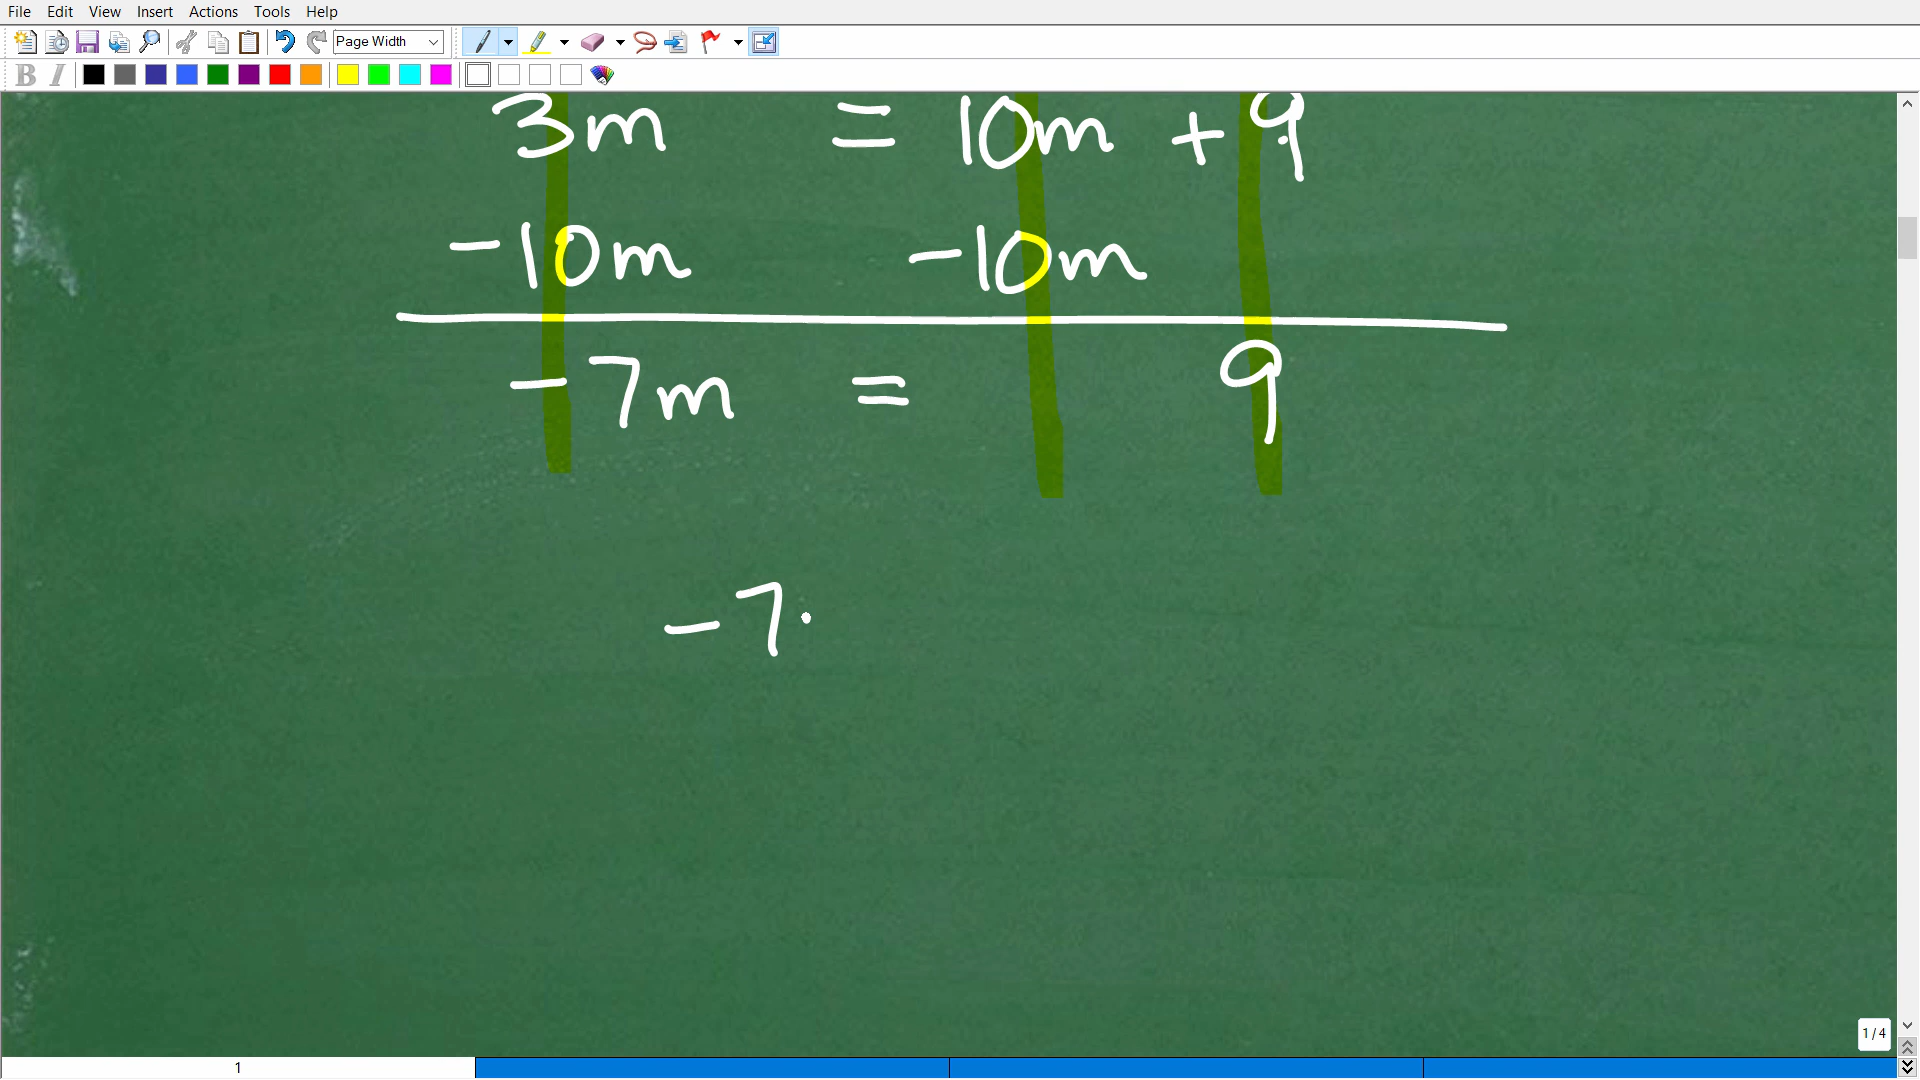 File Edit View Insert Actions Tools Help
Page Width
B I
3m = 10m + 9
-10m -10m
-7m = 9
-7
1 / 4
1